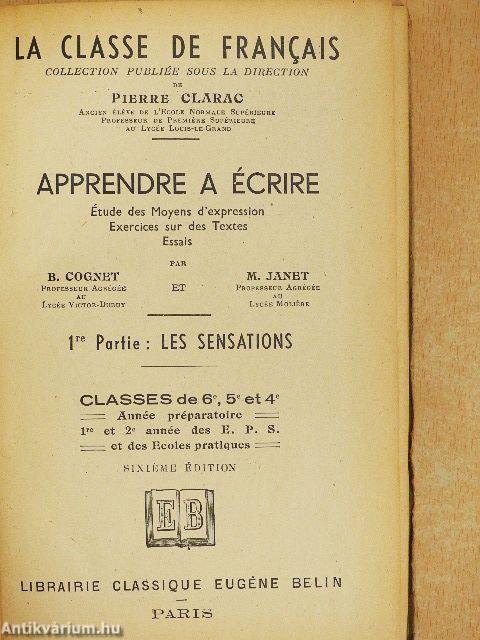 LA CLASSE DE FRANÇAIS
COLLECTION PUBLIÉE SOUS LA DIRECTION
DE
PIERRE CLARAC
ANCIEN ÉLÈVE DE L'ECOLE NORMALE SUPÉRIEURE
PROFESSEUR DE PREMIÈRE SUPÉRIEURE
AU LYCÉE LOUIS-LE-GRAND
APPRENDRE A ÉCRIRE
Étude des Moyens d'expression
Exercices sur des Textes
Essais
PAR
B. COGNET
PROFESSEUR AGRÉGÉE
AU
LYCÉE VICTOR-DURUY
ET
M. JANET
PROFESSEUR AGRÉGÉE
AU
LYCÉE MOLIÈRE
1re Partie : LES SENSATIONS
CLASSES de 6e, 5e et 4e
Année préparatoire
1re et 2e année des E. P. S.
et des Ecoles pratiques
SIXIÈME ÉDITION
EB
LIBRAIRIE CLASSIQUE EUGÈNE BELIN
PARIS
Antikvárium.hu